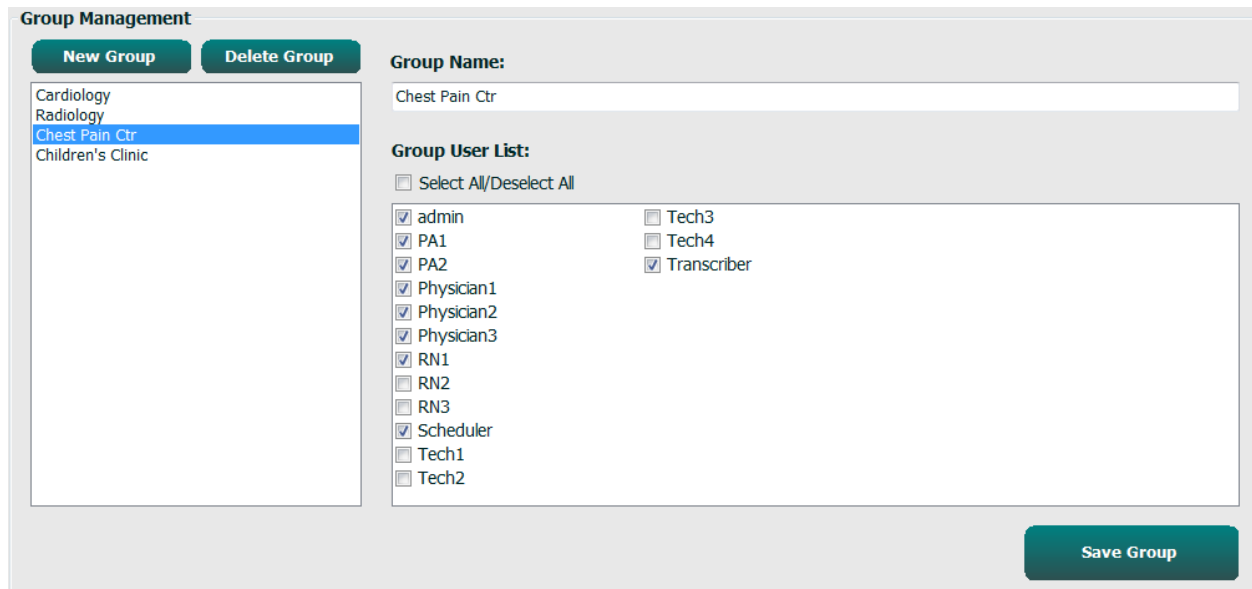 Group Management
New Group
Delete Group
Cardiology
Radiology
Chest Pain Ctr
Children's Clinic
Group Name:
Chest Pain Ctr
Group User List:
Select All/Deselect All
admin
PA1
PA2
Physician1
Physician2
Physician3
RN1
RN2
RN3
Scheduler
Tech1
Tech2
Tech3
Tech4
Transcriber
Save Group